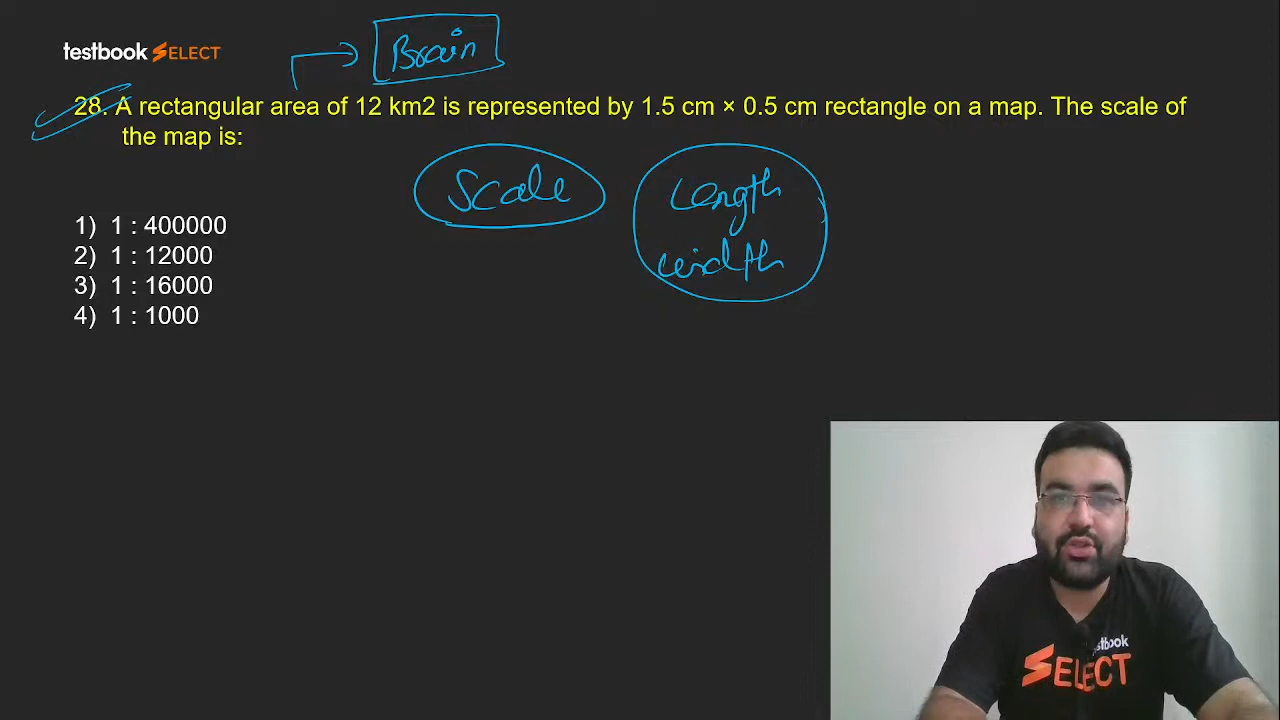 Brain
testbook SELECT
28. A rectangular area of 12 km2 is represented by 1.5 cm × 0.5 cm rectangle on a map. The scale of
the map is:
Scale
Length
width
1) 1 : 400000
2) 1 : 12000
3) 1 : 16000
4) 1 : 1000
stbook
SELECT